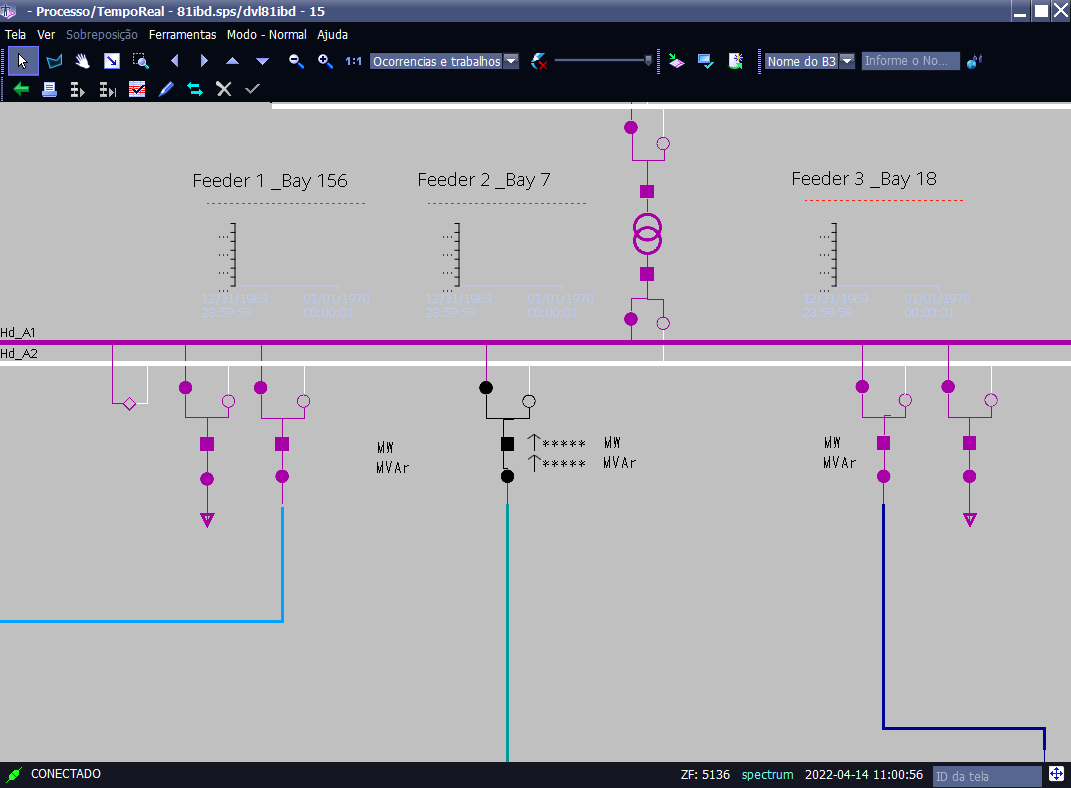 - Processo/TempoReal - 81ibd.sps/dvl81ibd - 15
Tela Ver Sobreposição Ferramentas Modo - Normal Ajuda
1:1 Ocorrencias e trabalhos Nome do B3 Informe o No...
Feeder 1 _Bay 156
Feeder 2 _Bay 7
Feeder 3 _Bay 18
... ... ...
... ... ...
... ... ...
... ... ...
12/31/1969 01/01/1970 12/31/1969 01/01/1970 12/31/1969 01/01/1970
23:59:59 00:00:01 23:59:59 00:00:01 23:59:59 00:00:01
Hd_A1
Hd_A2
MW ***** MW MW
MVAr ***** MVAr MVAr
CONECTADO ZF: 5136 spectrum 2022-04-14 11:00:56 ID da tela